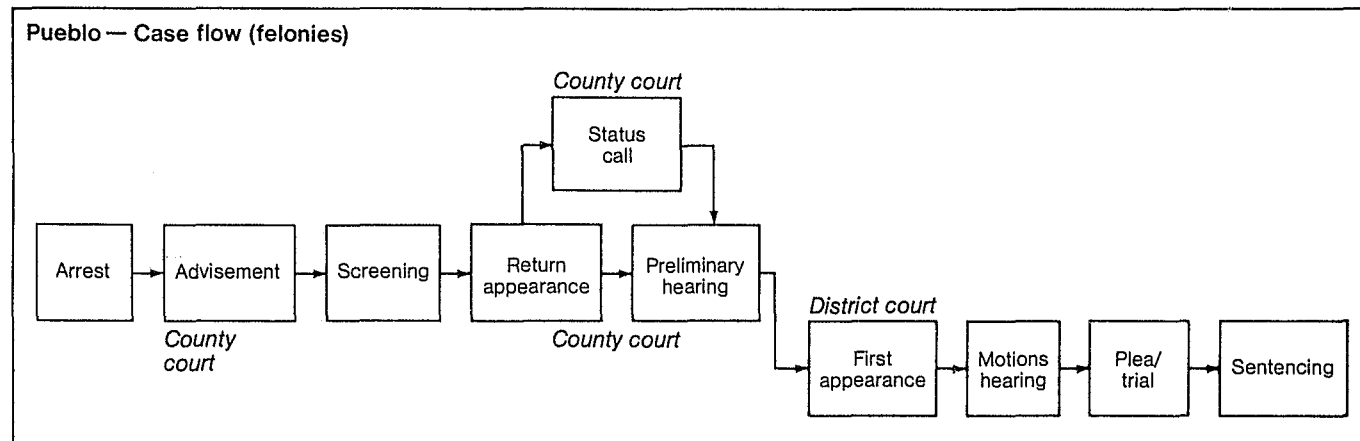 Pueblo — Case flow (felonies)
County court
Status
call
Arrest
Advisement
Screening
Return
appearance
Preliminary
hearing
County
court
County court
District court
First
appearance
Motions
hearing
Plea/
trial
Sentencing